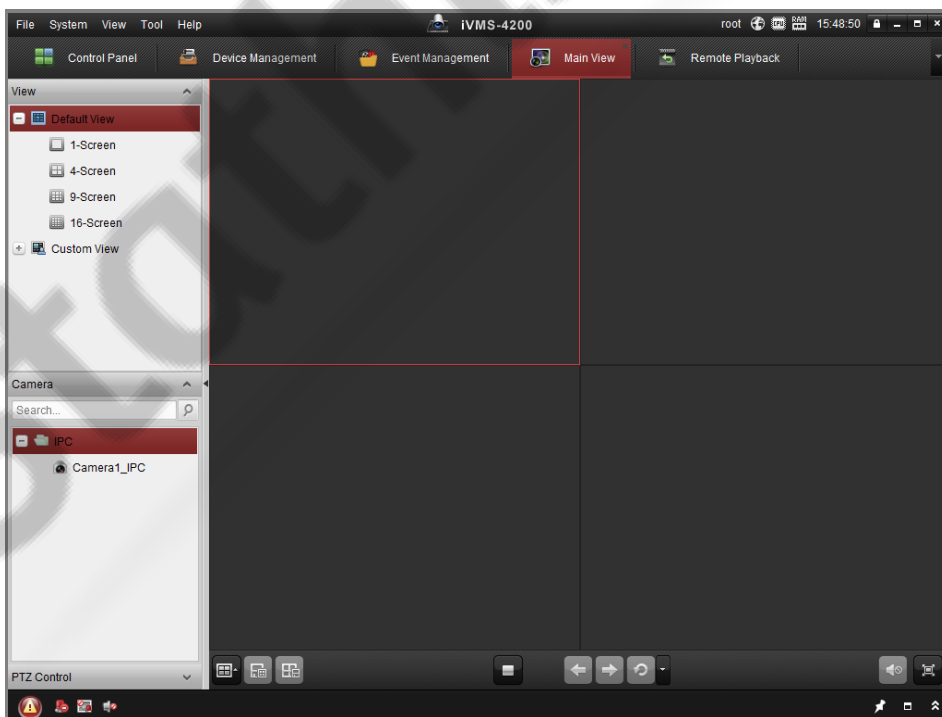 File System View Tool Help
iVMS-4200
root CPU RAM 15:48:50
Control Panel
Device Management
Event Management
Main View
Remote Playback
View
Default View
1-Screen
4-Screen
9-Screen
16-Screen
Custom View
Camera
Search...
IPC
Camera1_IPC
PTZ Control